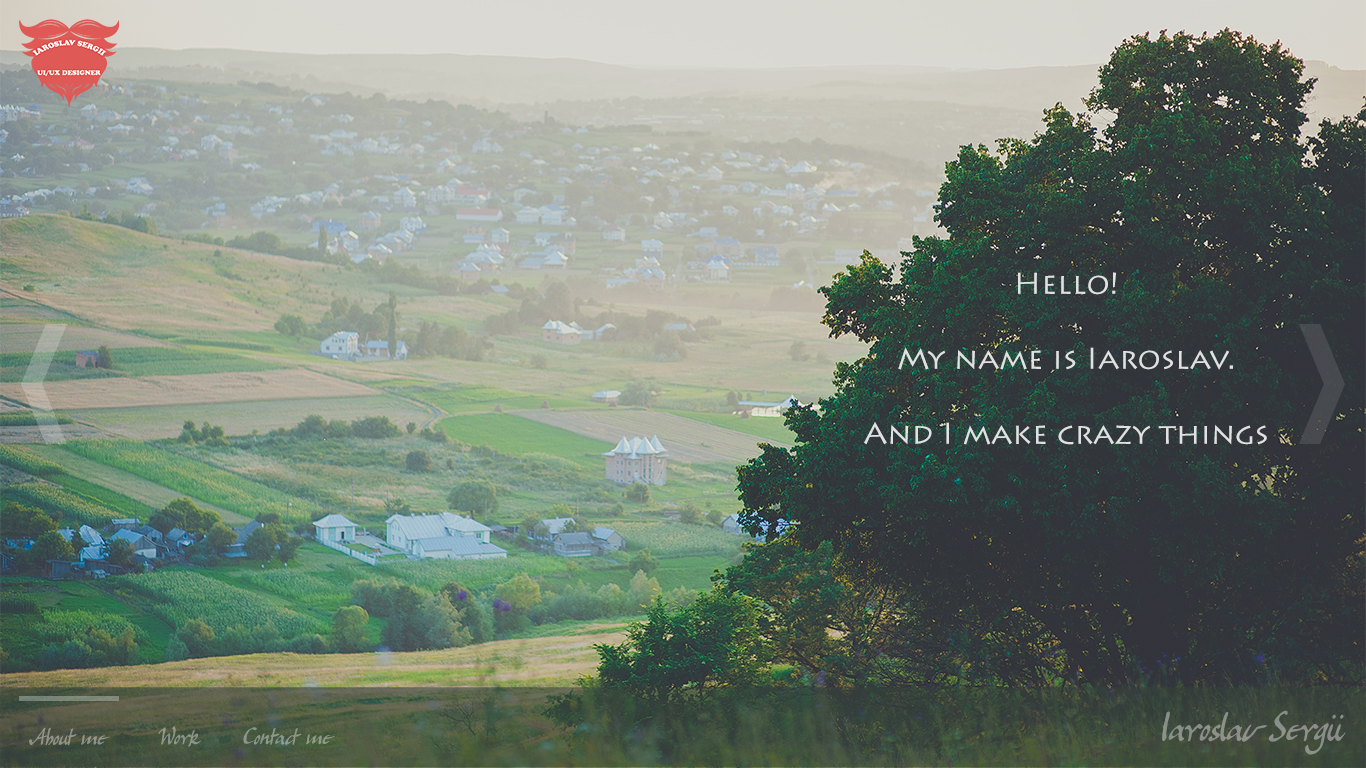 IAROSLAV SERGII
UI/UX DESIGNER
Hello!
My name is Iaroslav.
And I make crazy things
About me
Work
Contact me
Iaroslav Sergii